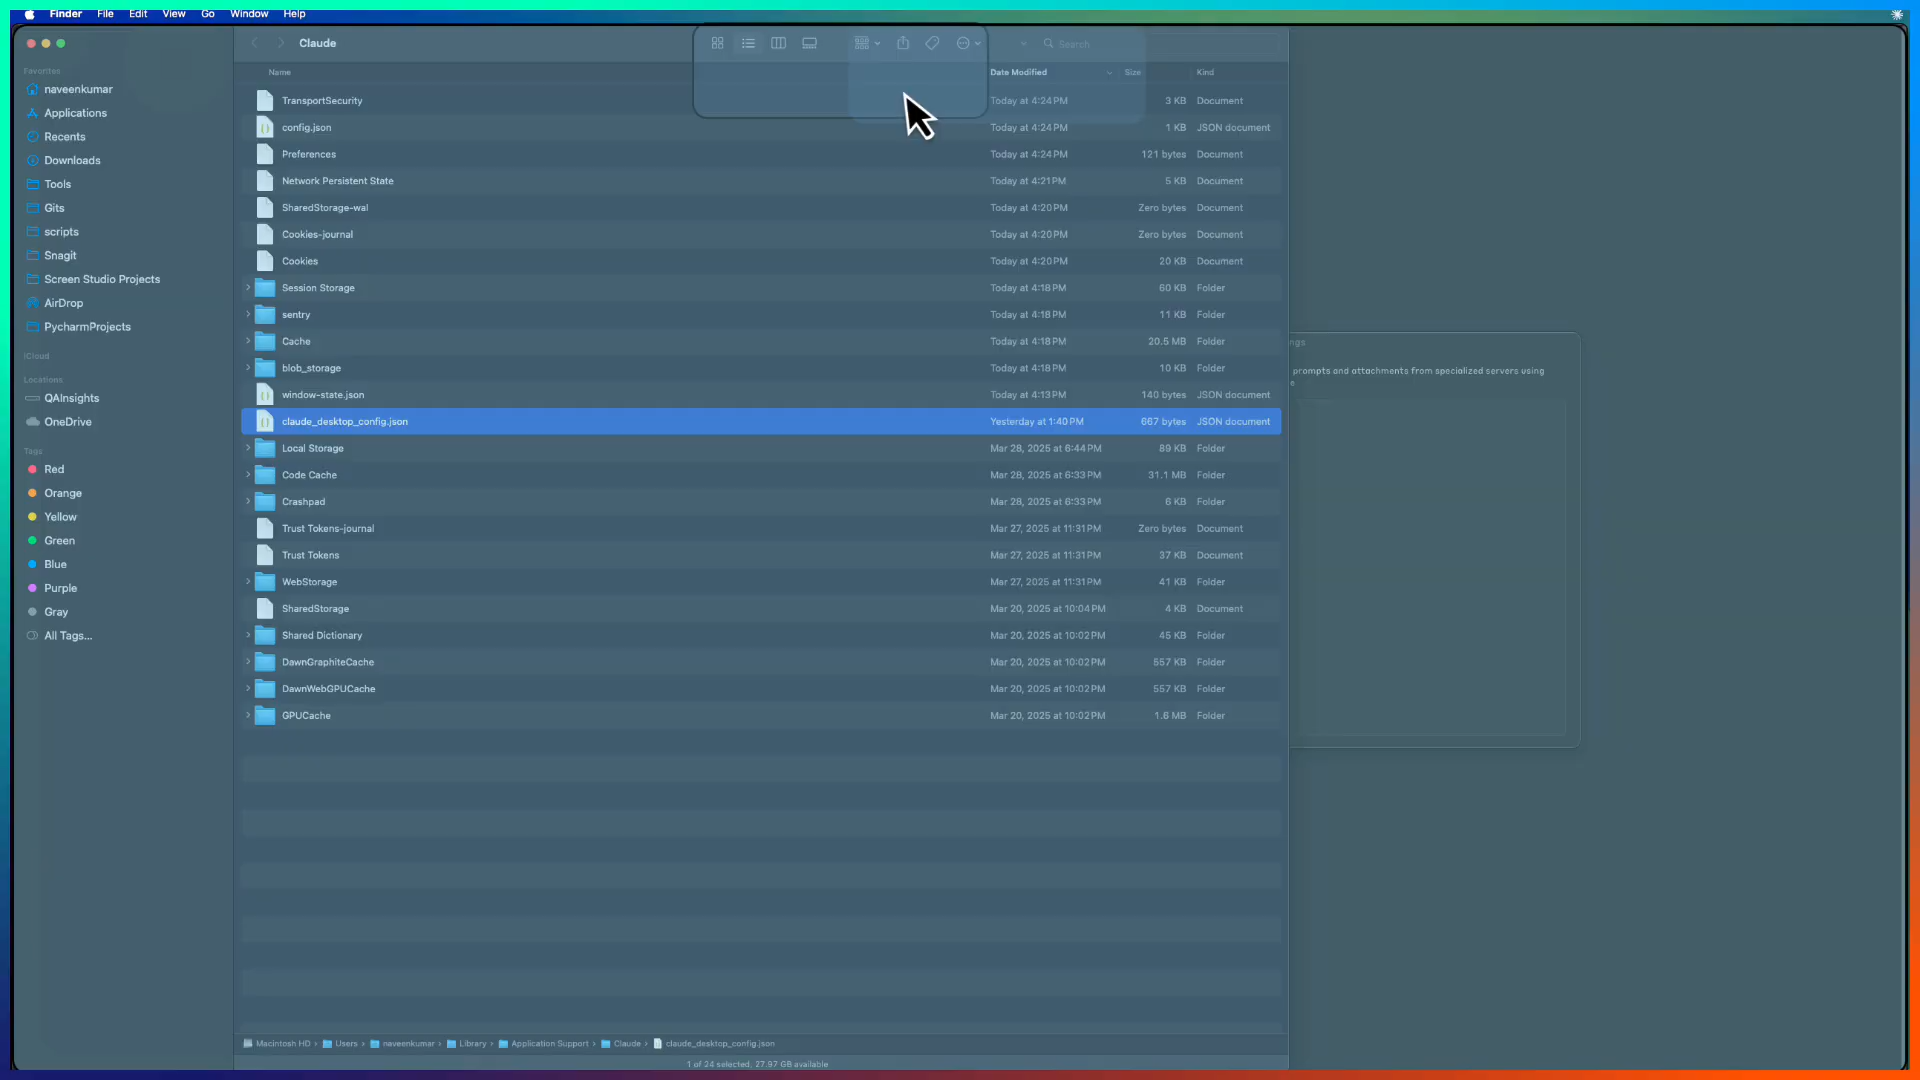 Finder File Edit View Go Window Help
Claude
Search
Favorites
naveenkumar
Applications
Recents
Downloads
Tools
Gits
scripts
Snagit
Screen Studio Projects
AirDrop
PycharmProjects
iCloud
Locations
QAInsights
OneDrive
Tags
Red
Orange
Yellow
Green
Blue
Purple
Gray
All Tags...
Name Date Modified Size Kind
TransportSecurity Today at 4:24 PM 3 KB Document
config.json Today at 4:24 PM 1 KB JSON document
Preferences Today at 4:24 PM 121 bytes Document
Network Persistent State Today at 4:21 PM 5 KB Document
SharedStorage-wal Today at 4:20 PM Zero bytes Document
Cookies-journal Today at 4:20 PM Zero bytes Document
Cookies Today at 4:20 PM 20 KB Document
Session Storage Today at 4:18 PM 60 KB Folder
sentry Today at 4:18 PM 11 KB Folder
Cache Today at 4:18 PM 20.5 MB Folder
blob_storage Today at 4:18 PM 10 KB Folder
window-state.json Today at 4:13 PM 140 bytes JSON document
claude_desktop_config.json Yesterday at 1:40 PM 667 bytes JSON document
Local Storage Mar 28, 2025 at 6:44 PM 89 KB Folder
Code Cache Mar 28, 2025 at 6:33 PM 31.1 MB Folder
Crashpad Mar 28, 2025 at 6:33 PM 6 KB Folder
Trust Tokens-journal Mar 27, 2025 at 11:31 PM Zero bytes Document
Trust Tokens Mar 27, 2025 at 11:31 PM 37 KB Document
WebStorage Mar 27, 2025 at 11:31 PM 41 KB Folder
SharedStorage Mar 20, 2025 at 10:04 PM 4 KB Document
Shared Dictionary Mar 20, 2025 at 10:02 PM 45 KB Folder
DawnGraphiteCache Mar 20, 2025 at 10:02 PM 557 KB Folder
DawnWebGPUCache Mar 20, 2025 at 10:02 PM 557 KB Folder
GPUCache Mar 20, 2025 at 10:02 PM 1.6 MB Folder
Macintosh HD › Users › naveenkumar › Library › Application Support › Claude › claude_desktop_config.json
1 of 24 selected, 27.97 GB available
ngs
prompts and attachments from specialized servers using
e